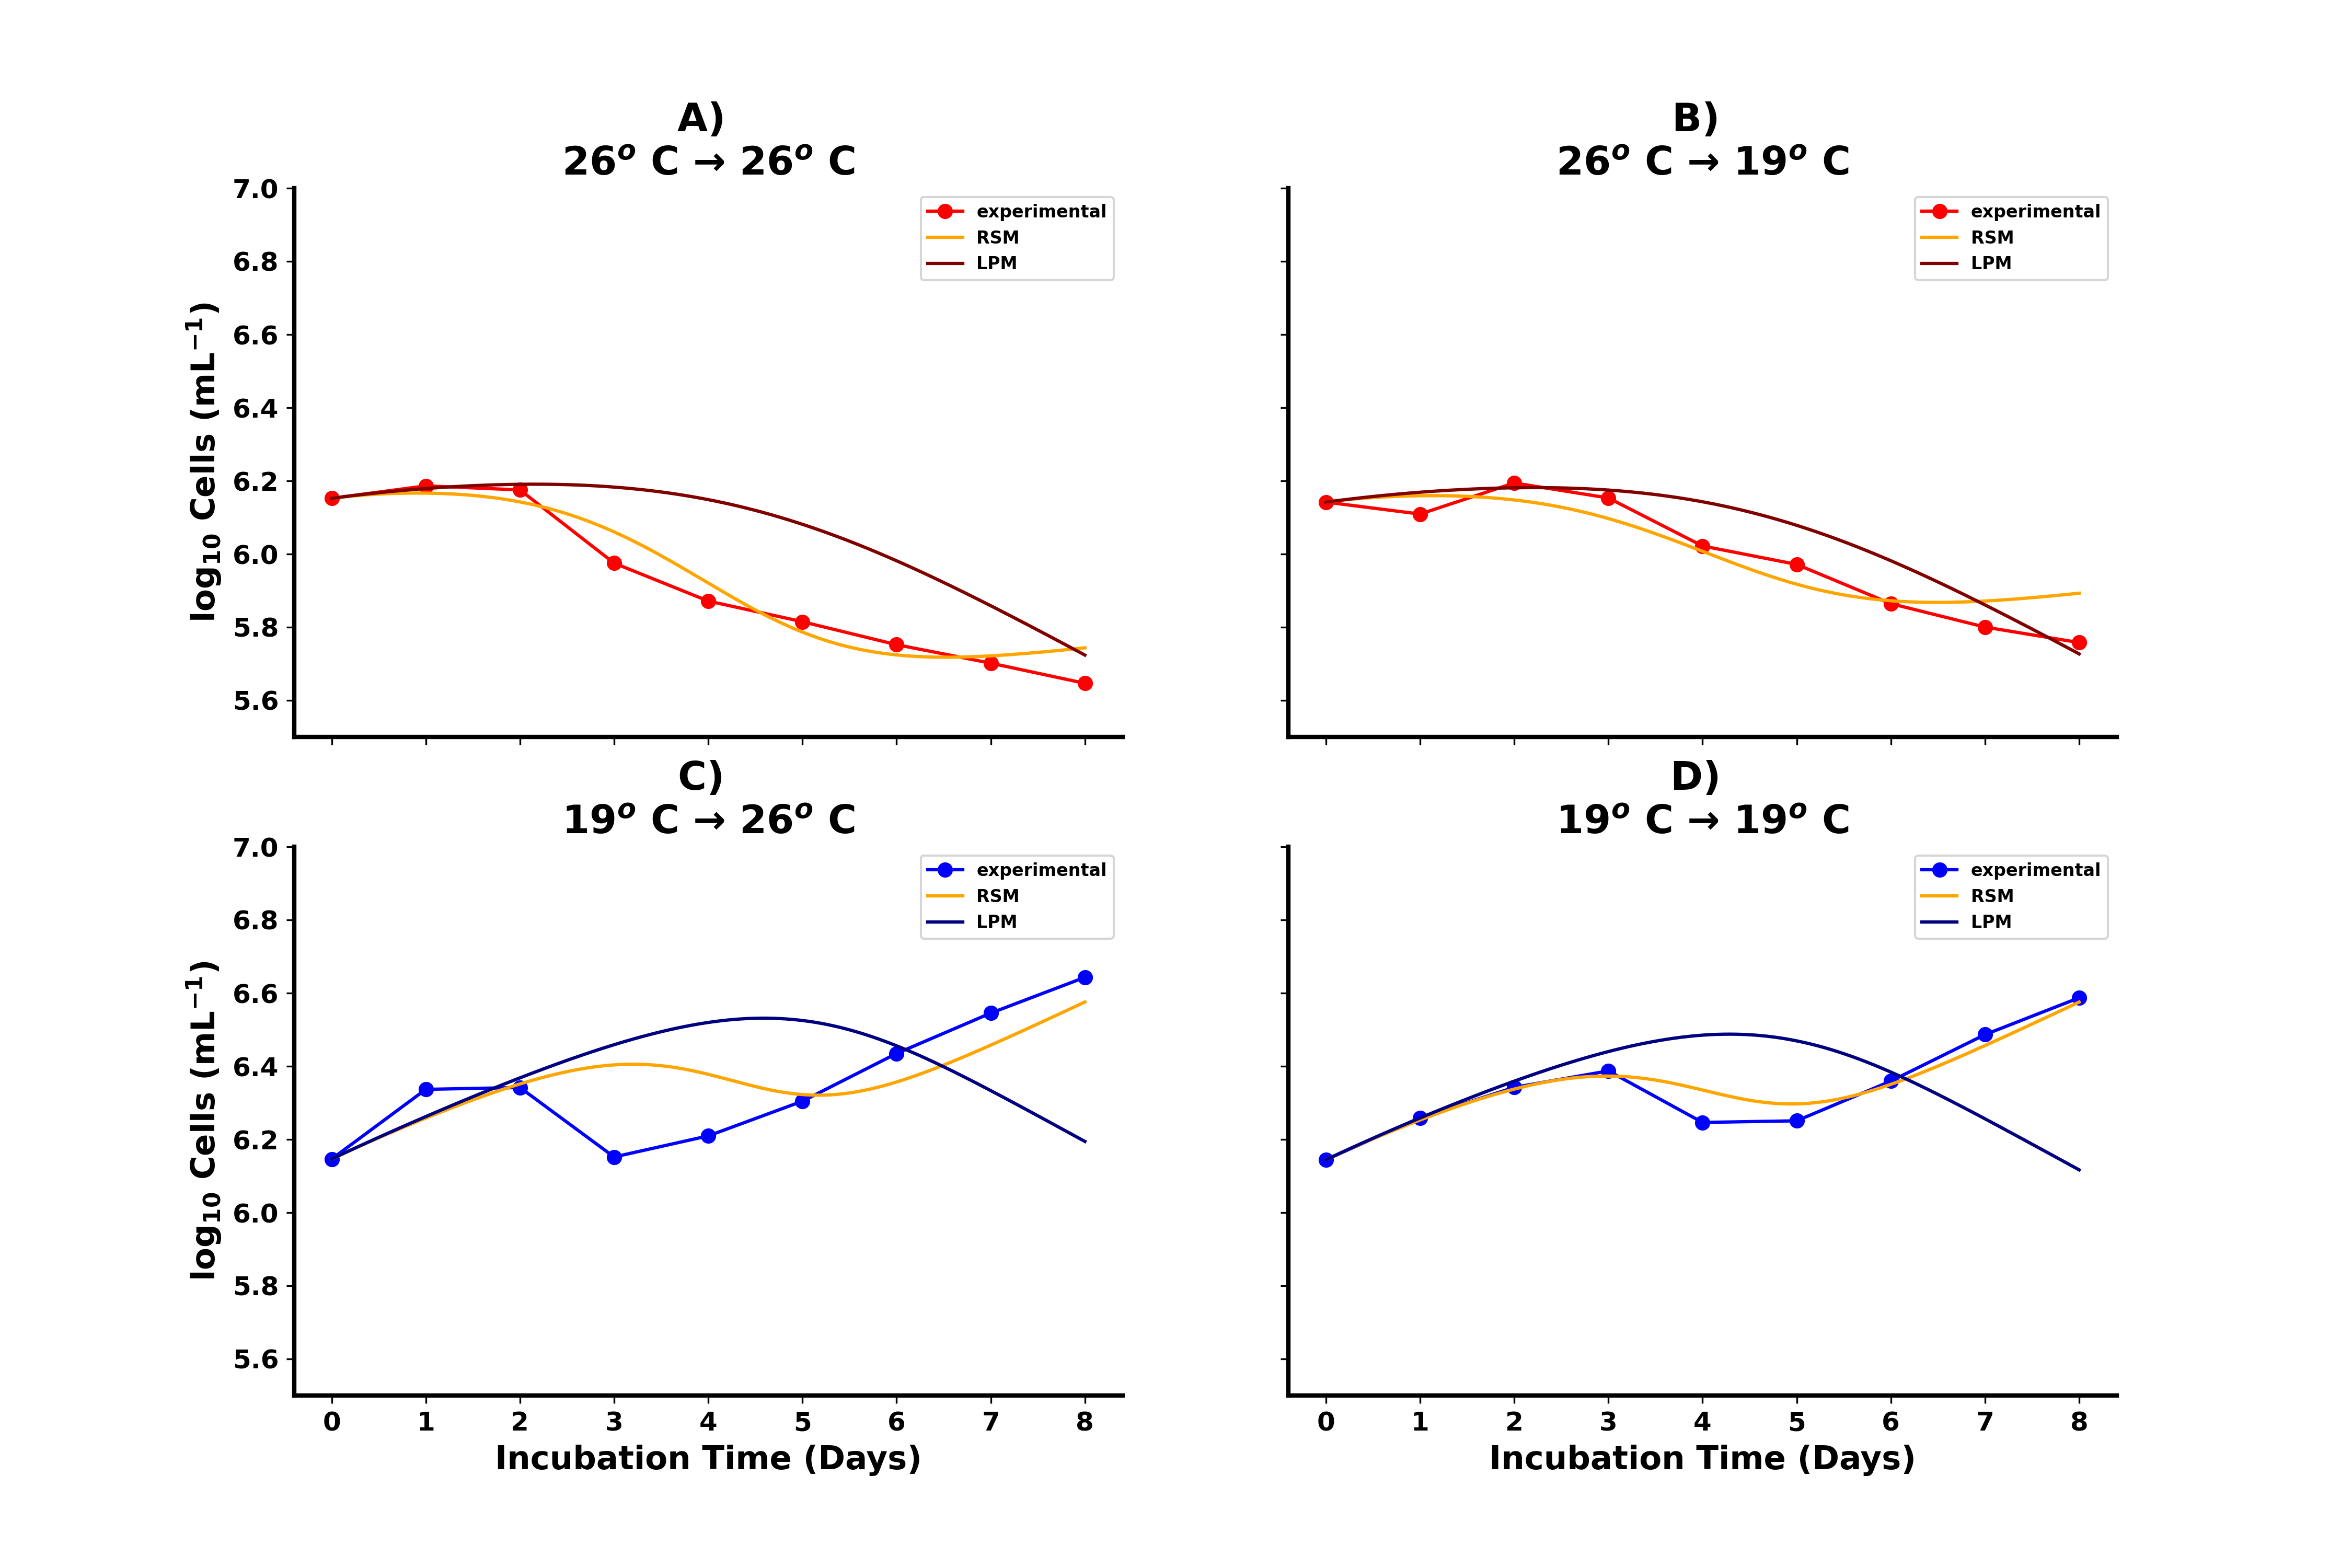 A)
26ᵒ C → 26ᵒ C
log₁₀ Cells (mL⁻¹)
7.0
6.8
6.6
6.4
6.2
6.0
5.8
5.6
experimental
RSM
LPM
B)
26ᵒ C → 19ᵒ C
experimental
RSM
LPM
C)
19ᵒ C → 26ᵒ C
log₁₀ Cells (mL⁻¹)
7.0
6.8
6.6
6.4
6.2
6.0
5.8
5.6
experimental
RSM
LPM
0 1 2 3 4 5 6 7 8
Incubation Time (Days)
D)
19ᵒ C → 19ᵒ C
experimental
RSM
LPM
0 1 2 3 4 5 6 7 8
Incubation Time (Days)